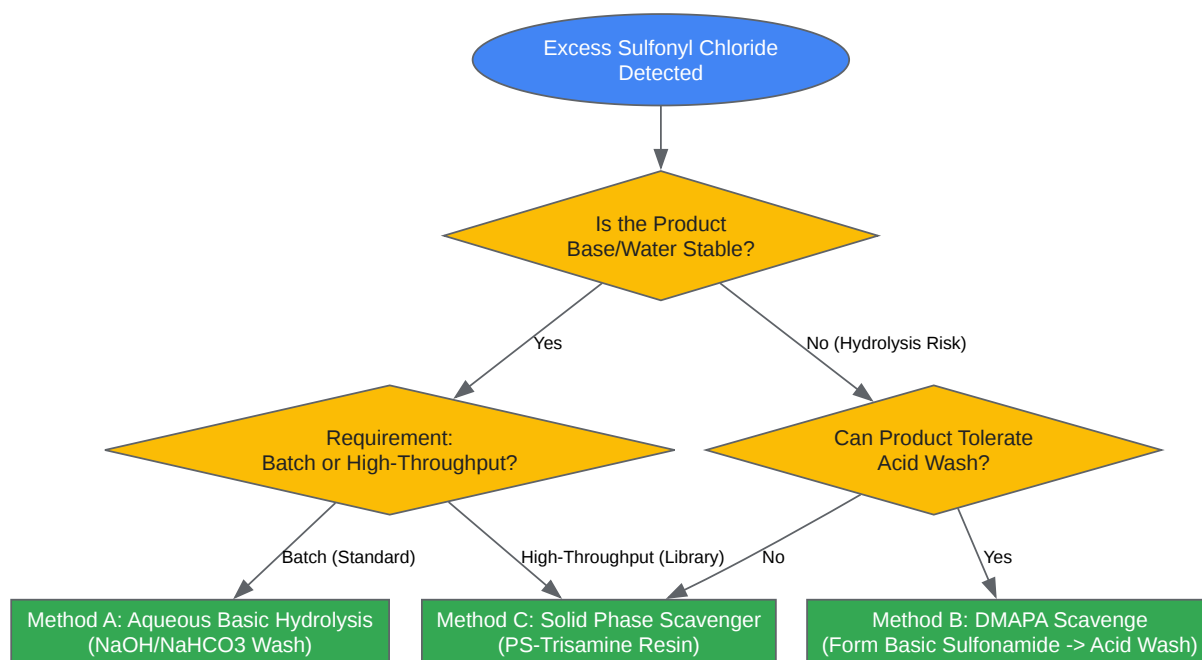 Excess Sulfonyl Chloride
Detected
Is the Product
Base/Water Stable?
Yes
No (Hydrolysis Risk)
Requirement:
Batch or High-Throughput?
Can Product Tolerate
Acid Wash?
Batch (Standard)
High-Throughput (Library)
No
Yes
Method A: Aqueous Basic Hydrolysis
(NaOH/NaHCO3 Wash)
Method C: Solid Phase Scavenger
(PS-Trisamine Resin)
Method B: DMAPA Scavenge
(Form Basic Sulfonamide -> Acid Wash)